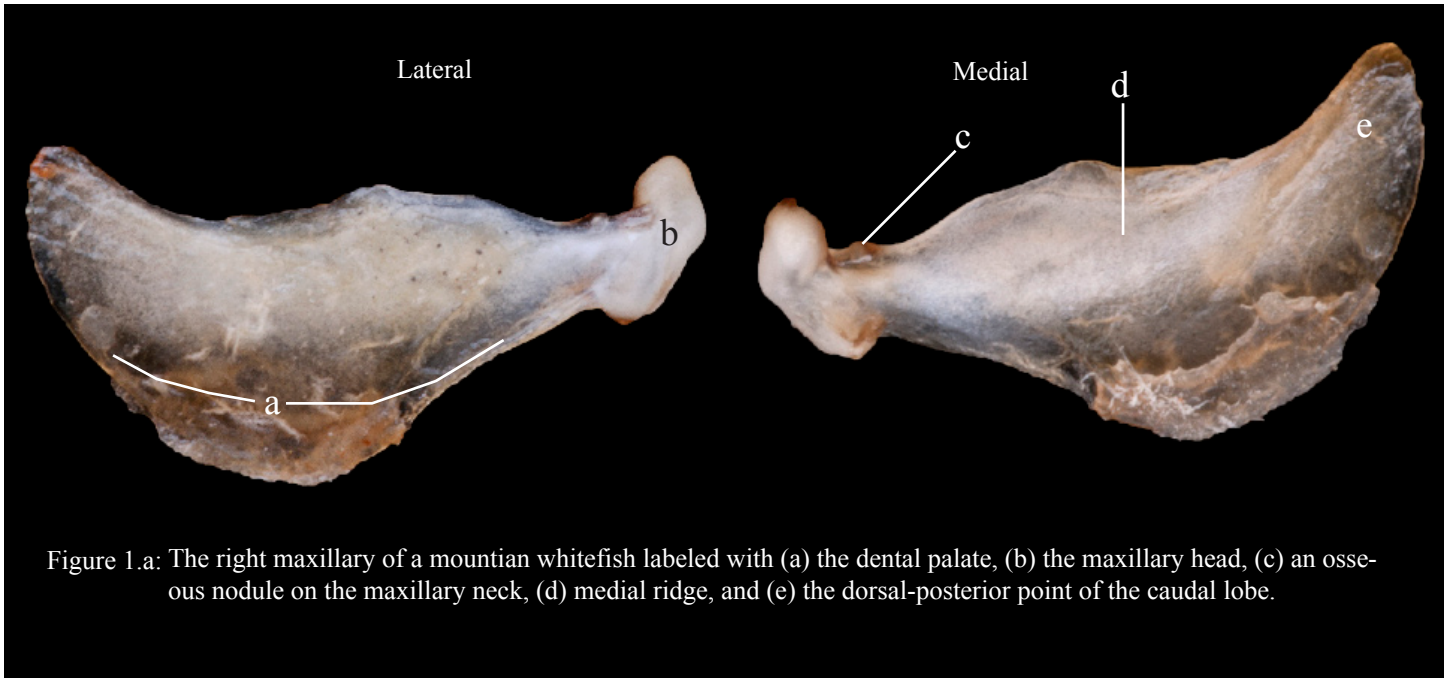 Lateral
Medial
d
c
e
b
a
Figure 1.a: The right maxillary of a mountian whitefish labeled with (a) the dental palate, (b) the maxillary head, (c) an osse-
ous nodule on the maxillary neck, (d) medial ridge, and (e) the dorsal-posterior point of the caudal lobe.